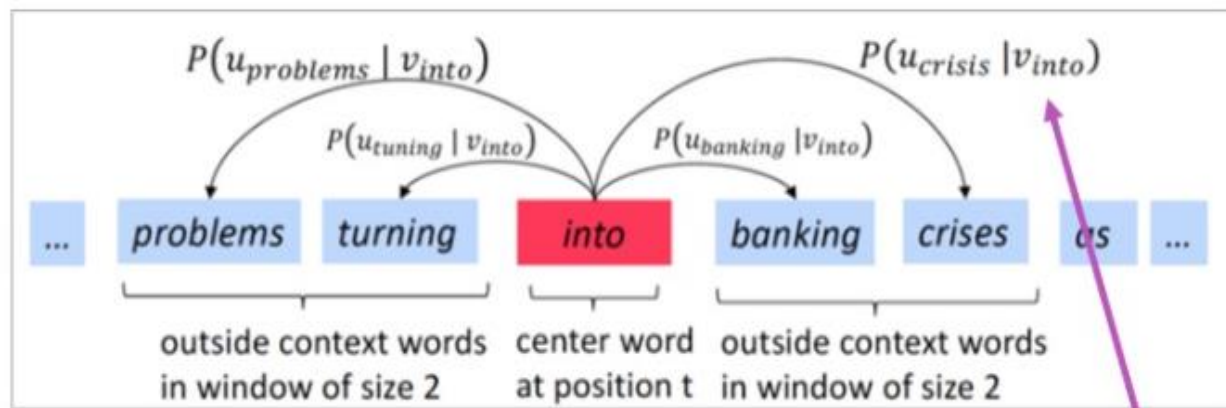 P(u_problems | v_into)
P(u_crisis |v_into)
P(u_tuning | v_into)
P(u_banking |v_into)
... problems turning into banking crises as ...
outside context words center word outside context words
in window of size 2 at position t in window of size 2